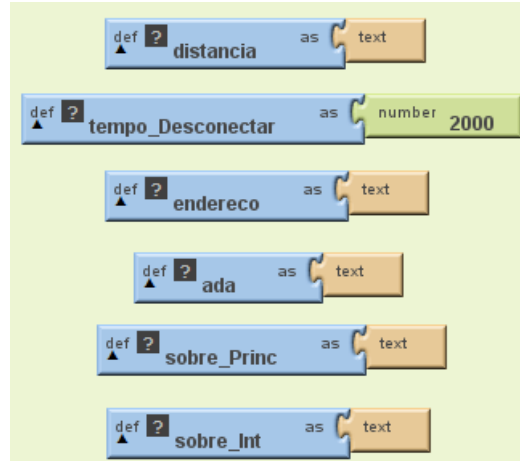 def ? distancia as text
def ? tempo_Desconectar as number 2000
def ? endereco as text
def ? ada as text
def ? sobre_Princ as text
def ? sobre_Int as text